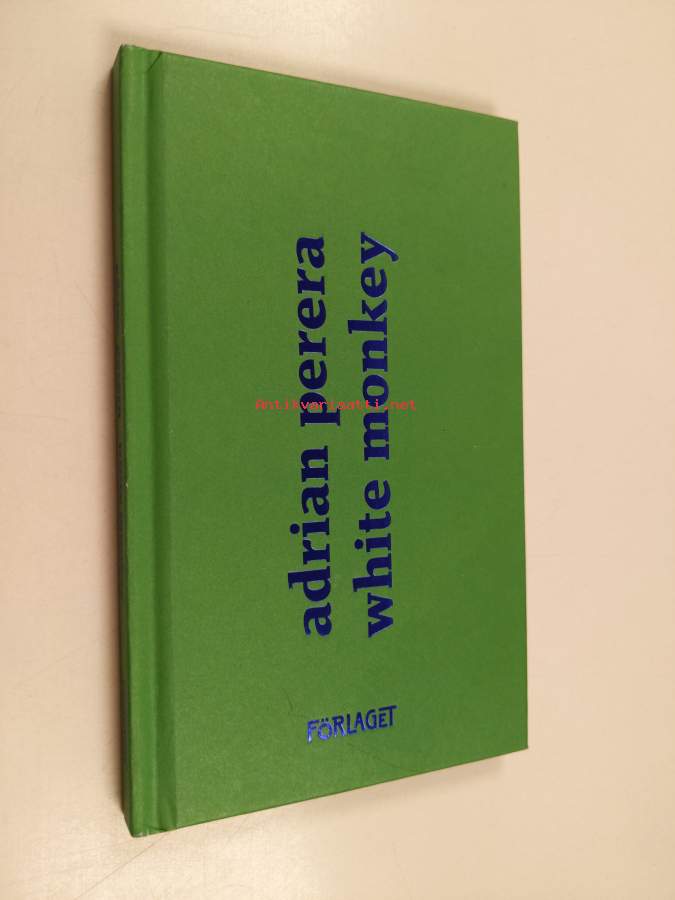 adrian perera
white monkey
FÖRLAGET
Antikvariaatti.net